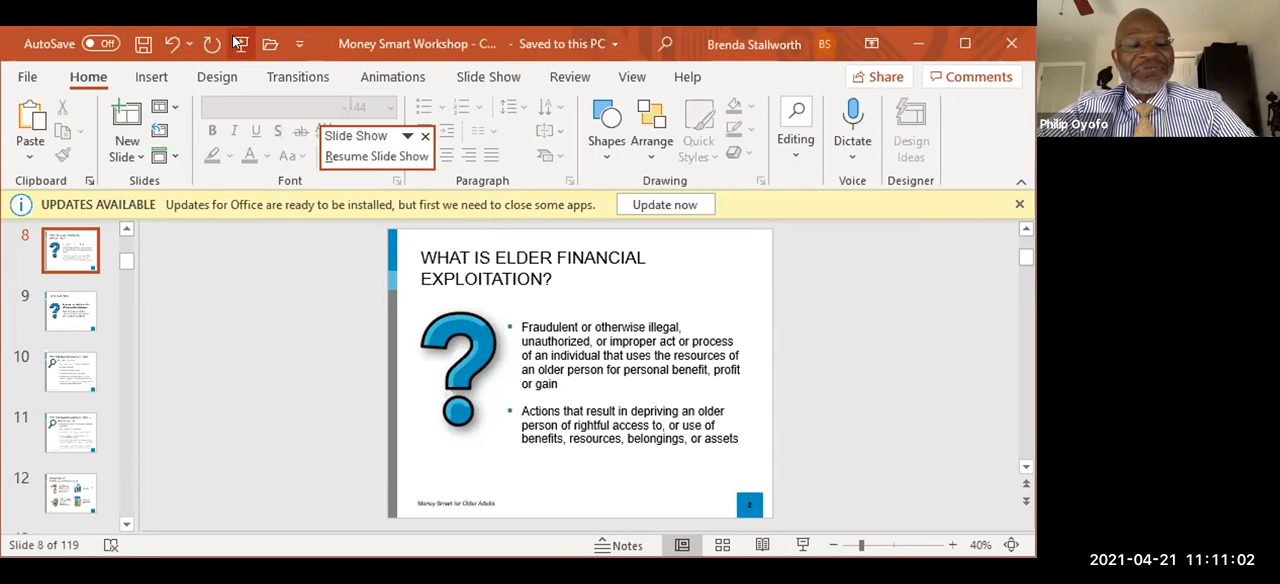 AutoSave Off Money Smart Workshop - C... - Saved to this PC Brenda Stallworth BS
File Home Insert Design Transitions Animations Slide Show Review View Help Share Comments
44
Paste New Slide B I U S ab Aa Shapes Arrange Quick Styles Editing Dictate Design Ideas
Slide Show
Resume Slide Show
Clipboard Slides Font Paragraph Drawing Voice Designer
UPDATES AVAILABLE Updates for Office are ready to be installed, but first we need to close some apps. Update now
8
9
10
11
12
WHAT IS ELDER FINANCIAL
EXPLOITATION?
Fraudulent or otherwise illegal,
unauthorized, or improper act or process
of an individual that uses the resources of
an older person for personal benefit, profit
or gain
Actions that result in depriving an older
person of rightful access to, or use of
benefits, resources, belongings, or assets
Money Smart for Older Adults
8
Slide 8 of 119 Notes 40%
Philip Oyofo
2021-04-21 11:11:02